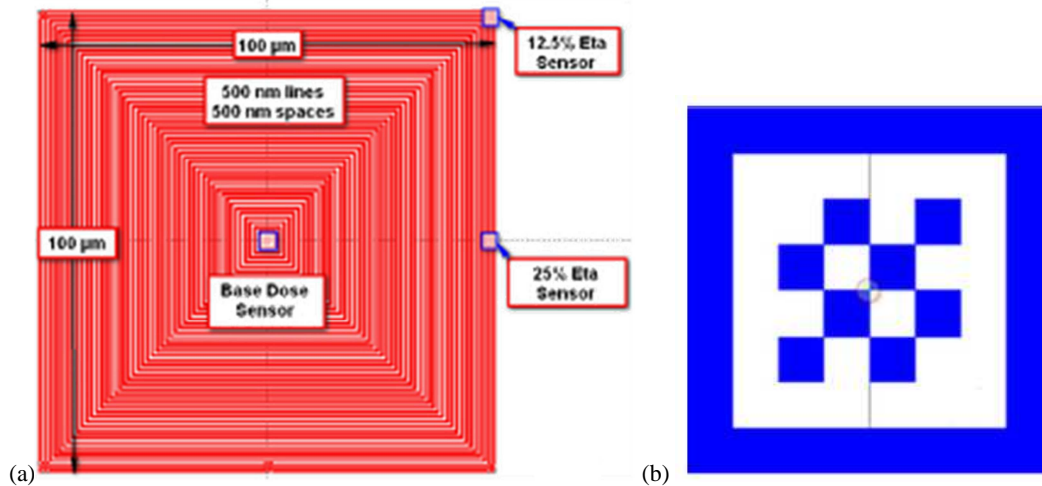 12.5% Eta
Sensor
100 µm
500 nm lines
500 nm spaces
100 µm
25% Eta
Sensor
Base Dose
Sensor
(a)
(b)